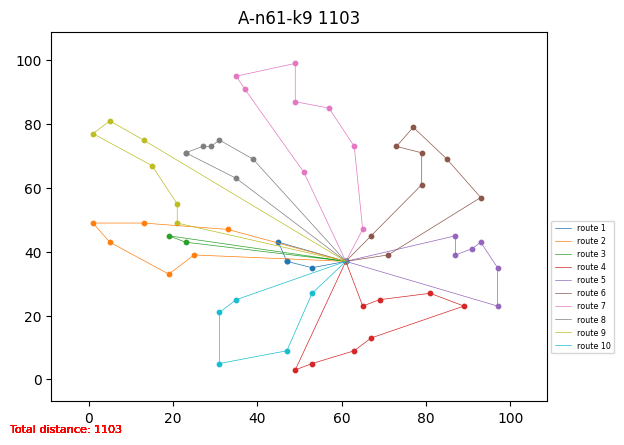 A-n61-k9 1103
100
80
60
40
20
0
0 20 40 60 80 100
route 1
route 2
route 3
route 4
route 5
route 6
route 7
route 8
route 9
route 10
Total distance: 1103